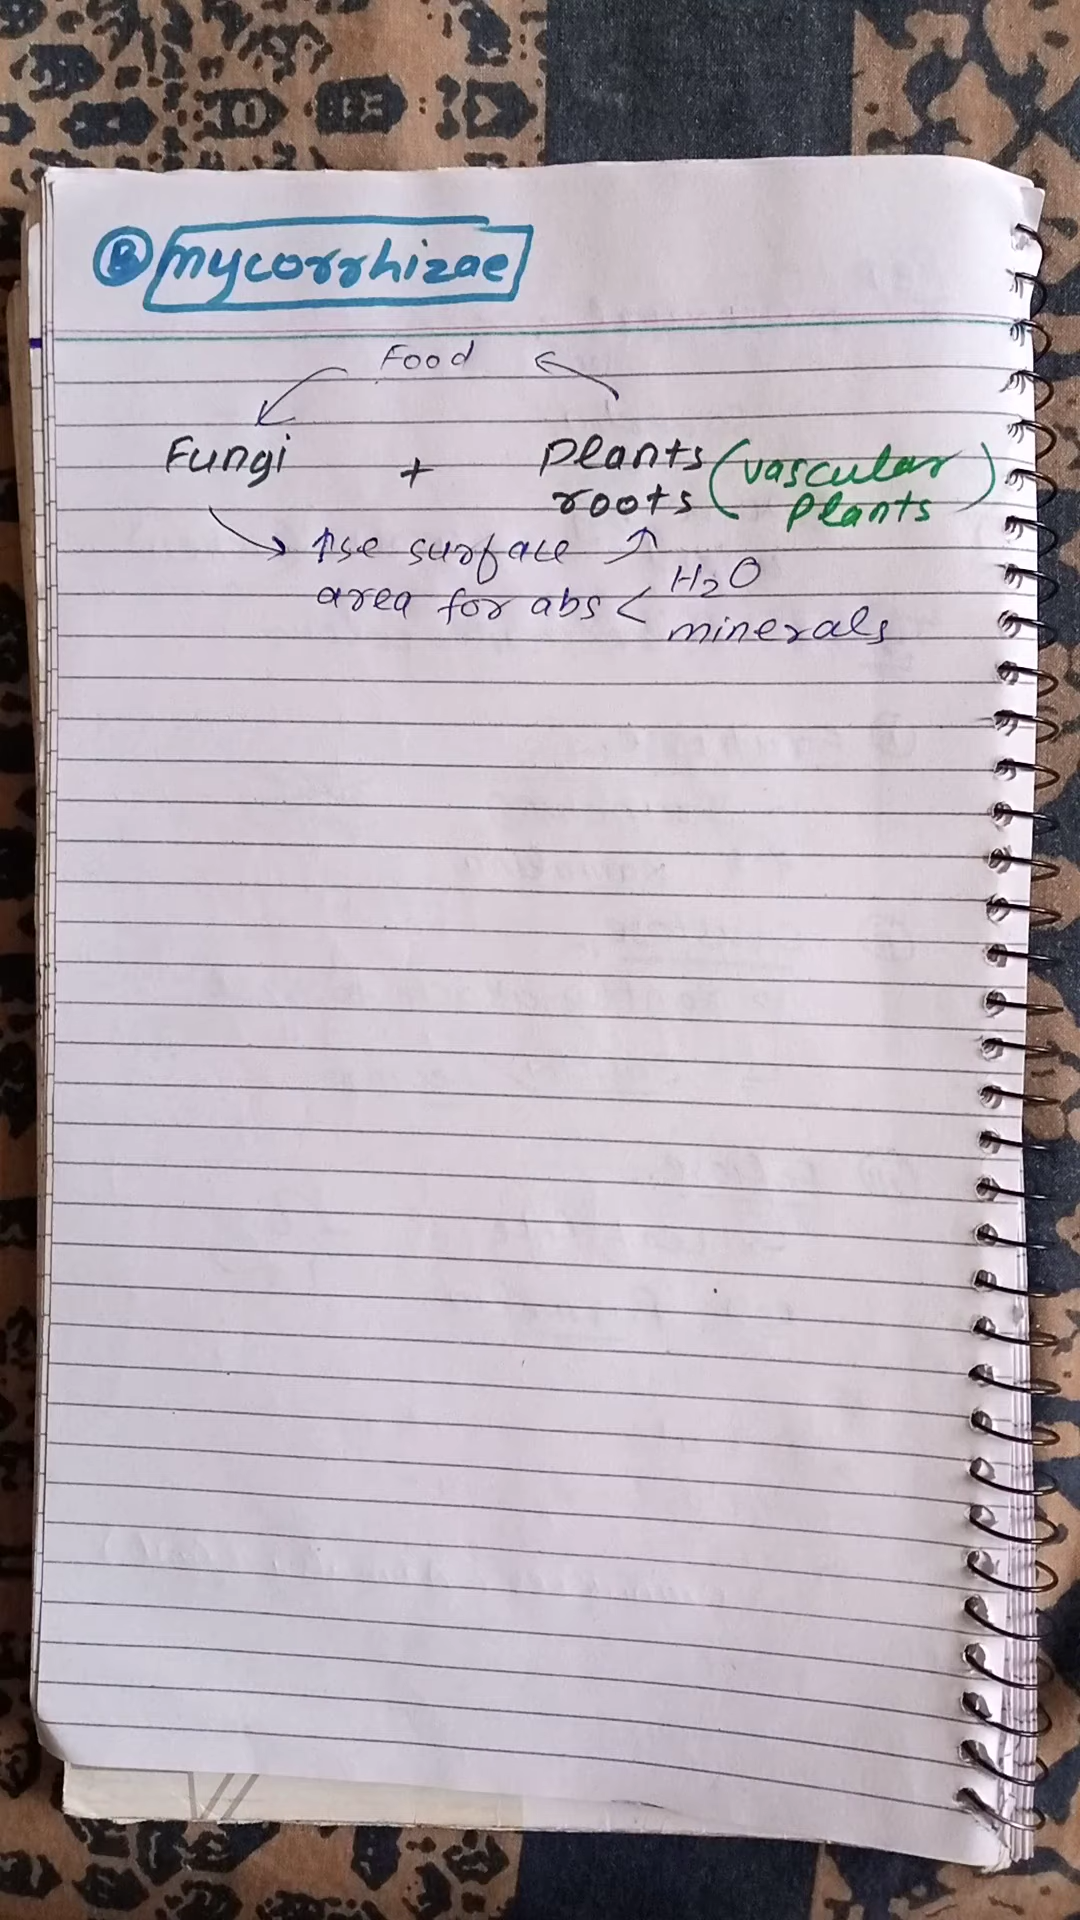 B mycorrhizae
Food
Fungi + Plants (vascular
roots plants)
↑se surface
area for abs < H₂O
minerals